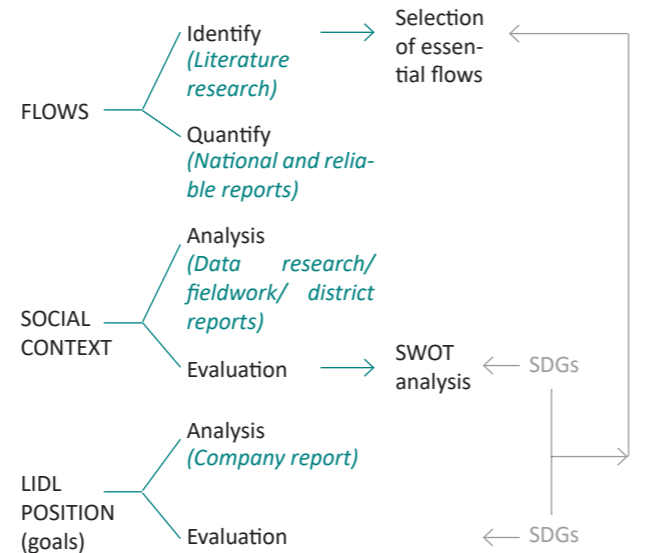 FLOWS
Identify
(Literature
research)
Selection
of essen-
tial flows
Quantify
(National and relia-
ble reports)
SOCIAL
CONTEXT
Analysis
(Data research/
fieldwork/ district
reports)
Evaluation
SWOT
analysis
SDGs
LIDL
POSITION
(goals)
Analysis
(Company report)
Evaluation
SDGs